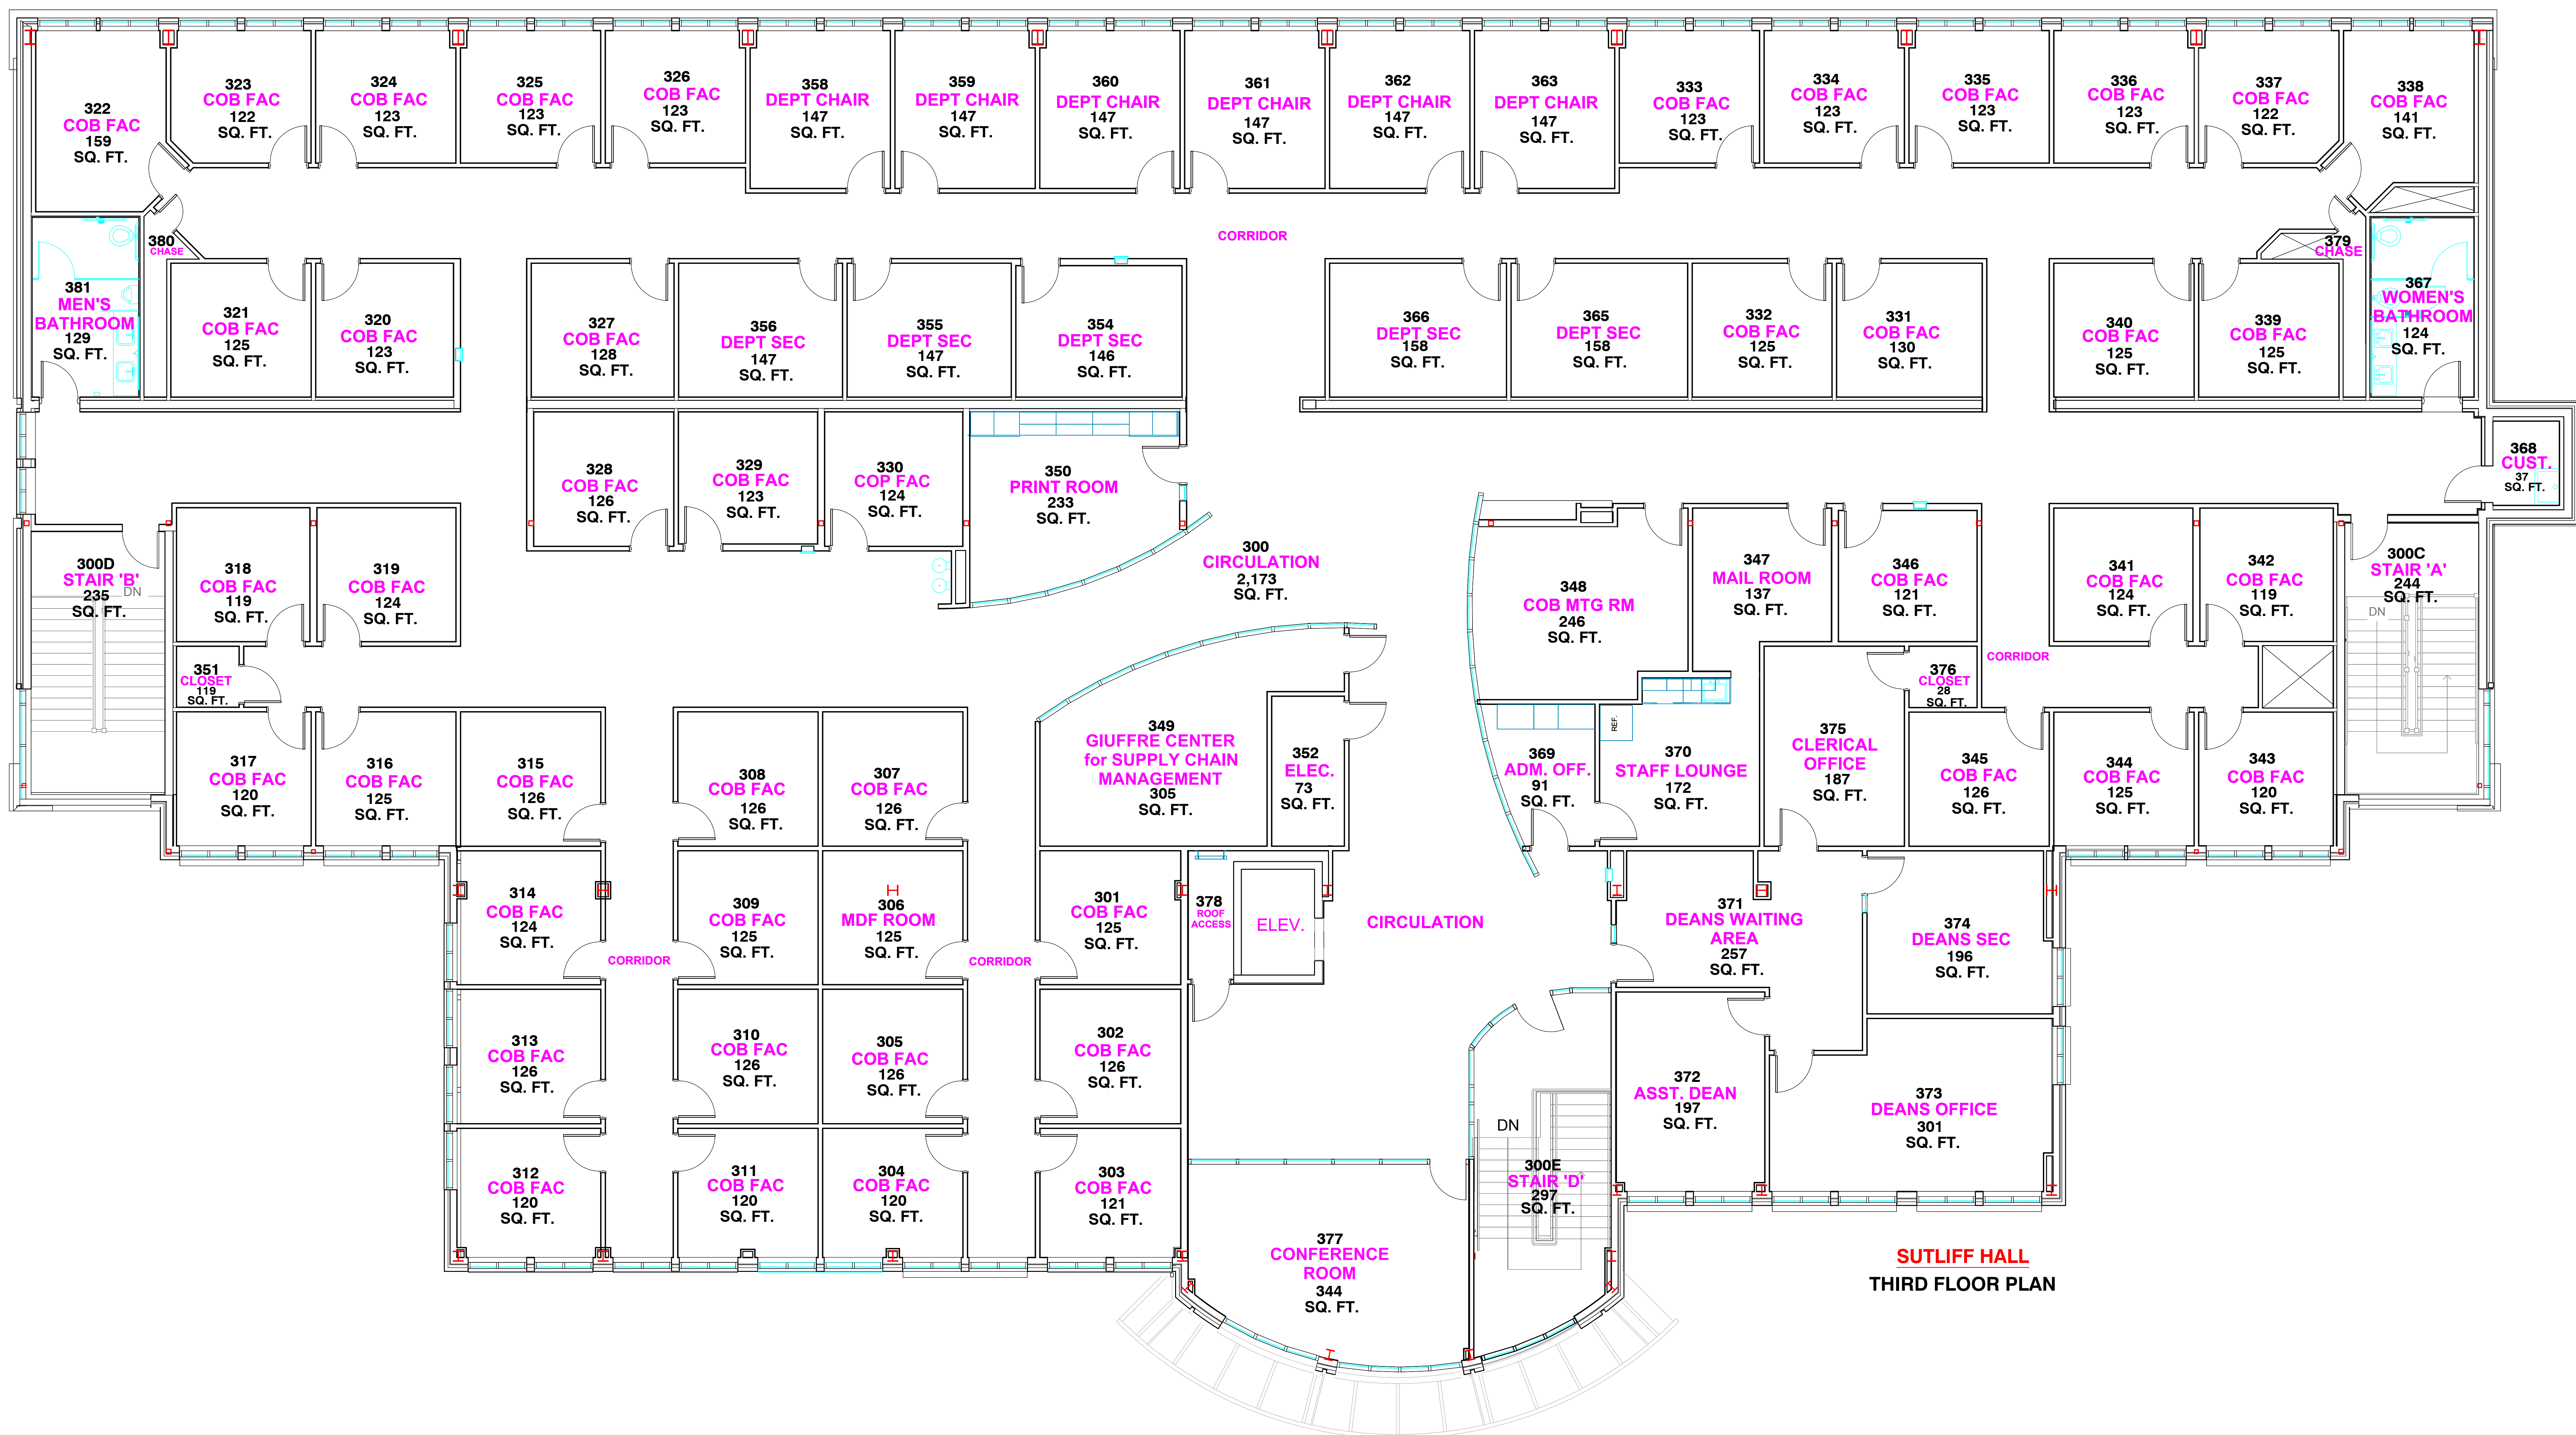 322
COB FAC
159
SQ. FT.
323
COB FAC
122
SQ. FT.
324
COB FAC
123
SQ. FT.
325
COB FAC
123
SQ. FT.
326
COB FAC
123
SQ. FT.
358
DEPT CHAIR
147
SQ. FT.
359
DEPT CHAIR
147
SQ. FT.
360
DEPT CHAIR
147
SQ. FT.
361
DEPT CHAIR
147
SQ. FT.
362
DEPT CHAIR
147
SQ. FT.
363
DEPT CHAIR
147
SQ. FT.
333
COB FAC
123
SQ. FT.
334
COB FAC
123
SQ. FT.
335
COB FAC
123
SQ. FT.
336
COB FAC
123
SQ. FT.
337
COB FAC
122
SQ. FT.
338
COB FAC
141
SQ. FT.
CORRIDOR
380
CHASE
379
CHASE
381
MEN'S
BATHROOM
129
SQ. FT.
321
COB FAC
125
SQ. FT.
320
COB FAC
123
SQ. FT.
327
COB FAC
128
SQ. FT.
356
DEPT SEC
147
SQ. FT.
355
DEPT SEC
147
SQ. FT.
354
DEPT SEC
146
SQ. FT.
366
DEPT SEC
158
SQ. FT.
365
DEPT SEC
158
SQ. FT.
332
COB FAC
125
SQ. FT.
331
COB FAC
130
SQ. FT.
340
COB FAC
125
SQ. FT.
339
COB FAC
125
SQ. FT.
367
WOMEN'S
BATHROOM
124
SQ. FT.
328
COB FAC
126
SQ. FT.
329
COB FAC
123
SQ. FT.
330
COP FAC
124
SQ. FT.
350
PRINT ROOM
233
SQ. FT.
368
CUST.
37
SQ. FT.
300D
STAIR 'B'
DN
235
SQ. FT.
318
COB FAC
119
SQ. FT.
319
COB FAC
124
SQ. FT.
300
CIRCULATION
2,173
SQ. FT.
348
COB MTG RM
246
SQ. FT.
347
MAIL ROOM
137
SQ. FT.
346
COB FAC
121
SQ. FT.
341
COB FAC
124
SQ. FT.
342
COB FAC
119
SQ. FT.
300C
STAIR 'A'
244
SQ. FT.
DN
351
CLOSET
119
SQ. FT.
CORRIDOR
376
CLOSET
28
SQ. FT.
317
COB FAC
120
SQ. FT.
316
COB FAC
125
SQ. FT.
315
COB FAC
126
SQ. FT.
308
COB FAC
126
SQ. FT.
307
COB FAC
126
SQ. FT.
349
GIUFFRE CENTER
for SUPPLY CHAIN
MANAGEMENT
305
SQ. FT.
352
ELEC.
73
SQ. FT.
369
ADM. OFF.
91
SQ. FT.
REF.
370
STAFF LOUNGE
172
SQ. FT.
375
CLERICAL
OFFICE
187
SQ. FT.
345
COB FAC
126
SQ. FT.
344
COB FAC
125
SQ. FT.
343
COB FAC
120
SQ. FT.
314
COB FAC
124
SQ. FT.
CORRIDOR
309
COB FAC
125
SQ. FT.
306
MDF ROOM
125
SQ. FT.
CORRIDOR
301
COB FAC
125
SQ. FT.
378
ROOF
ACCESS
ELEV.
CIRCULATION
371
DEANS WAITING
AREA
257
SQ. FT.
374
DEANS SEC
196
SQ. FT.
313
COB FAC
126
SQ. FT.
310
COB FAC
126
SQ. FT.
305
COB FAC
126
SQ. FT.
302
COB FAC
126
SQ. FT.
372
ASST. DEAN
197
SQ. FT.
373
DEANS OFFICE
301
SQ. FT.
312
COB FAC
120
SQ. FT.
311
COB FAC
120
SQ. FT.
304
COB FAC
120
SQ. FT.
303
COB FAC
121
SQ. FT.
DN
300E
STAIR 'D'
297
SQ. FT.
377
CONFERENCE
ROOM
344
SQ. FT.
SUTLIFF HALL
THIRD FLOOR PLAN